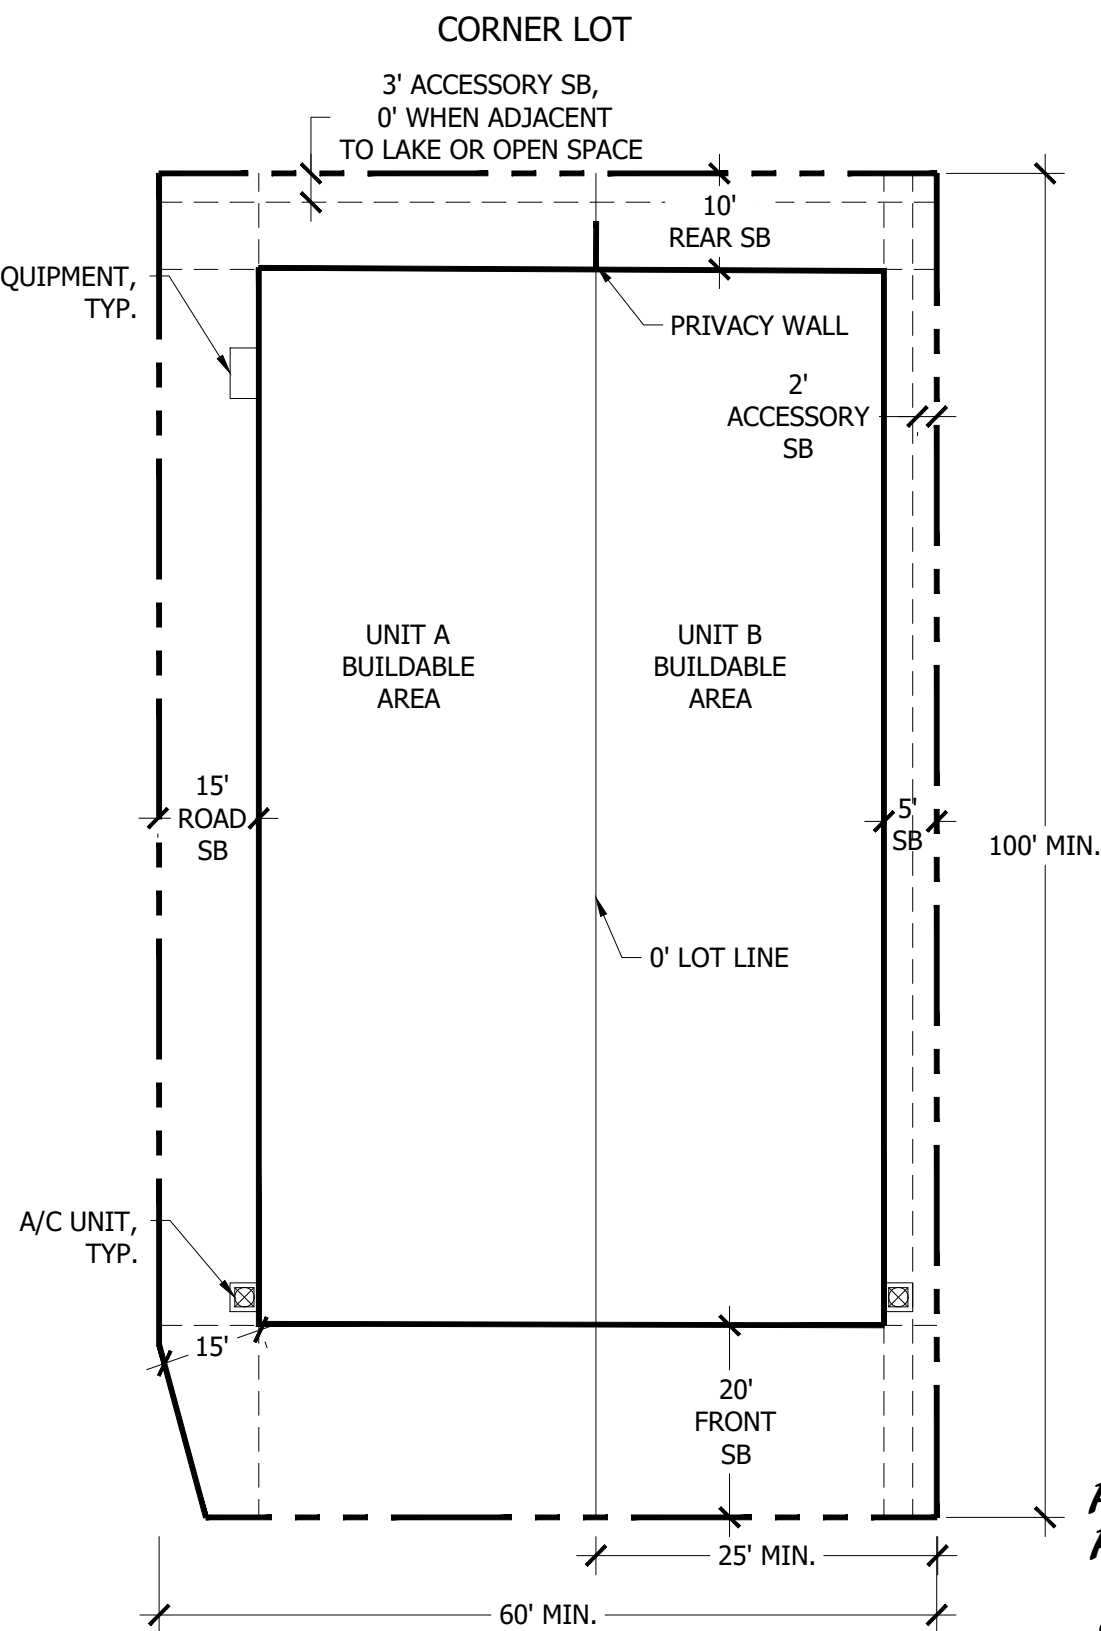 CORNER LOT
3' ACCESSORY SB,
0' WHEN ADJACENT
TO LAKE OR OPEN SPACE
10'
REAR SB
QUIPMENT,
TYP.
PRIVACY WALL
2'
ACCESSORY
SB
UNIT A
BUILDABLE
AREA
UNIT B
BUILDABLE
AREA
15'
ROAD
SB
5'
SB
100' MIN.
0' LOT LINE
A/C UNIT,
TYP.
15'
20'
FRONT
SB
25' MIN.
60' MIN.